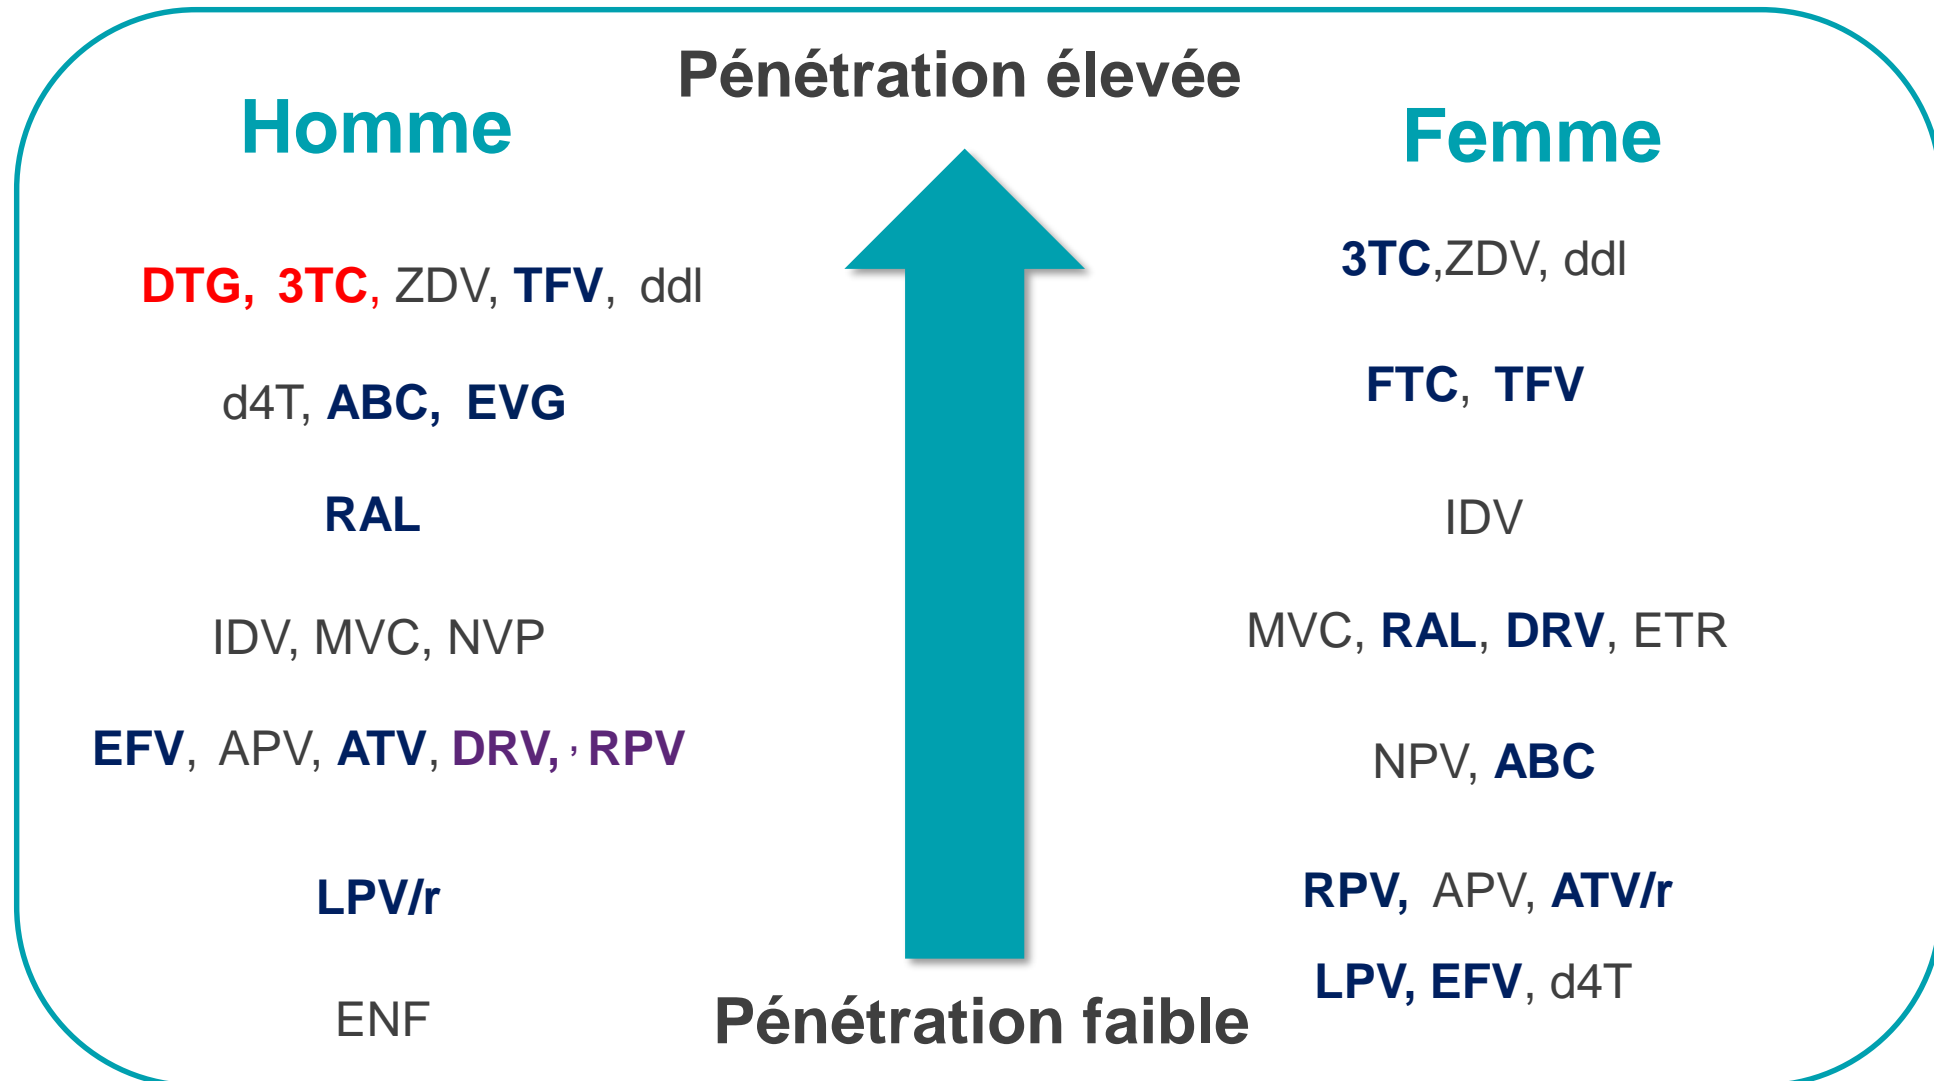 Pénétration élevée
Homme
DTG, 3TC, ZDV, TFV, ddI
d4T, ABC, EVG
RAL
IDV, MVC, NVP
EFV, APV, ATV, DRV, , RPV
LPV/r
ENF
Femme
3TC,ZDV, ddI
FTC, TFV
IDV
MVC, RAL, DRV, ETR
NPV, ABC
RPV, APV, ATV/r
LPV, EFV, d4T
Pénétration faible